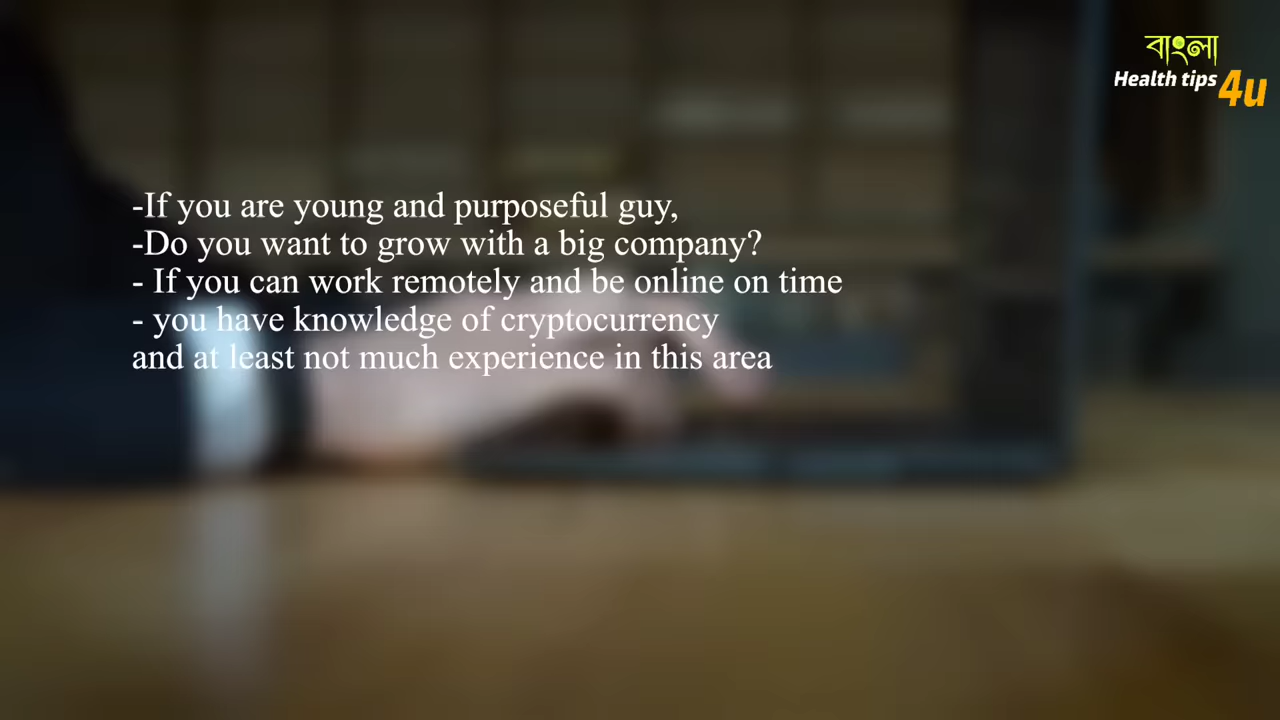 বাংলা
Health tips 4u
-If you are young and purposeful guy,
-Do you want to grow with a big company?
- If you can work remotely and be online on time
- you have knowledge of cryptocurrency
and at least not much experience in this area